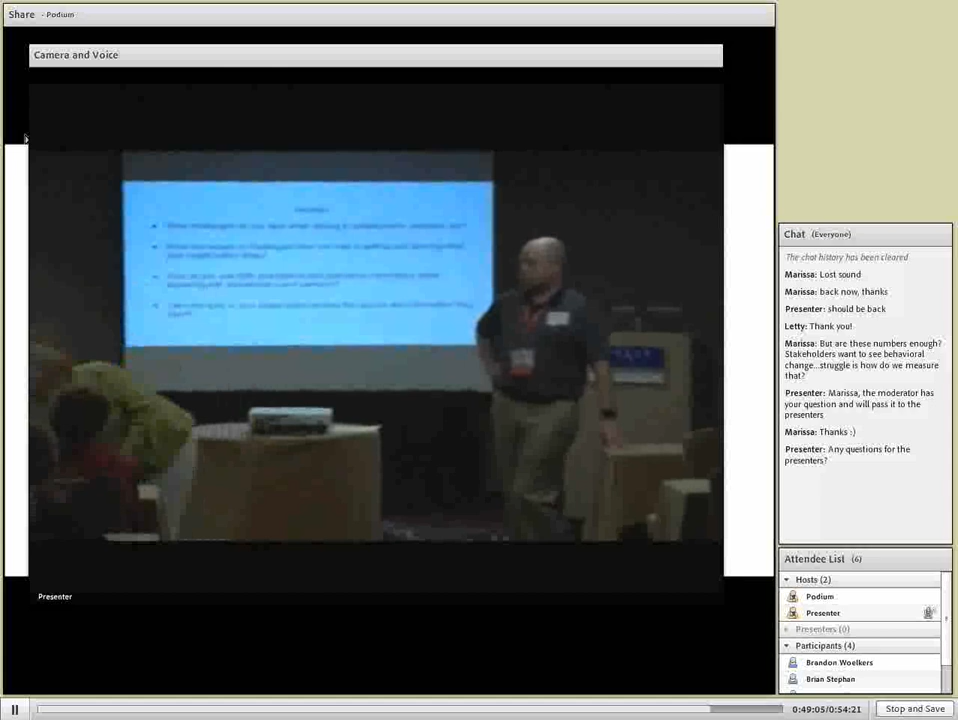 Share - Podium
Camera and Voice
Presenter
Chat (Everyone)
The chat history has been cleared
Marissa: Lost sound
Marissa: back now, thanks
Presenter: should be back
Letty: Thank you!
Marissa: But are these numbers enough?
Stakeholders want to see behavioral
change...struggle is how do we measure
that?
Presenter: Marissa, the moderator has
your question and will pass it to the
presenters
Marissa: Thanks :)
Presenter: Any questions for the
presenters?
Attendee List (6)
Hosts (2)
Podium
Presenter
Presenters (0)
Participants (4)
Brandon Woelkers
Brian Stephan
0:49:05/0:54:21
Stop and Save